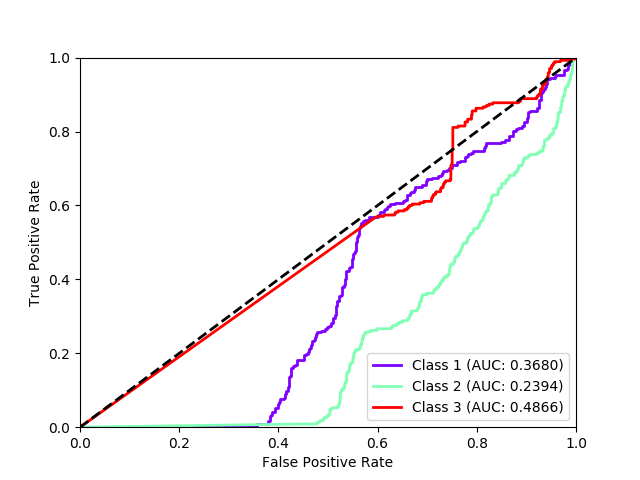 1.0
0.8
0.6
0.4
0.2
0.0
True Positive Rate
Class 1 (AUC: 0.3680)
Class 2 (AUC: 0.2394)
Class 3 (AUC: 0.4866)
0.0 0.2 0.4 0.6 0.8 1.0
False Positive Rate